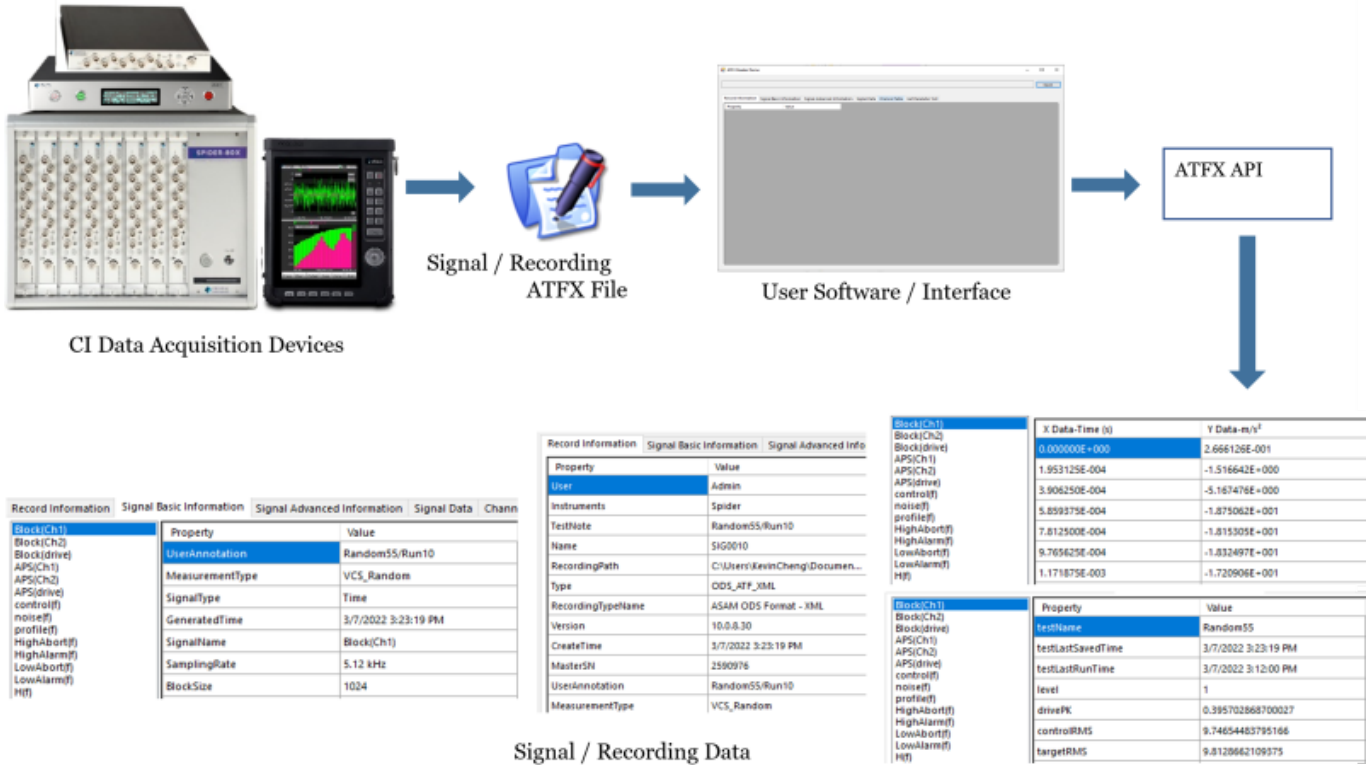 SPIDER-80X
Signal / Recording
ATFX File
User Software / Interface
ATFX API
CI Data Acquisition Devices
Record Information Signal Basic Information Signal Advanced Information Signal Data Chann
Block(Ch1)
Block(Ch2)
Block(drive)
APS(Ch1)
APS(Ch2)
APS(drive)
control(f)
noise(f)
profile(f)
HighAbort(f)
HighAlarm(f)
LowAbort(f)
LowAlarm(f)
H(f)
Property Value
UserAnnotation Random55/Run10
MeasurementType VCS_Random
SignalType Time
GeneratedTime 3/7/2022 3:23:19 PM
SignalName Block(Ch1)
SamplingRate 5.12 kHz
BlockSize 1024
Record Information Signal Basic Information Signal Advanced Info
Property Value
User Admin
Instruments Spider
TestNote Random55/Run10
Name SIG0010
RecordingPath C:\Users\KevinCheng\Documen...
Type ODS_ATF_XML
RecordingTypeName ASAM ODS Format - XML
Version 10.0.8.30
CreateTime 3/7/2022 3:23:19 PM
MasterSN 2590976
UserAnnotation Random55/Run10
MeasurementType VCS_Random
Block(Ch1)
Block(Ch2)
Block(drive)
APS(Ch1)
APS(Ch2)
APS(drive)
control(f)
noise(f)
profile(f)
HighAbort(f)
HighAlarm(f)
LowAbort(f)
LowAlarm(f)
H(f)
X Data-Time (s) Y Data-m/s²
0.000000E+000 2.666126E-001
1.953125E-004 -1.516642E+000
3.906250E-004 -5.167476E+000
5.859375E-004 -1.875062E+001
7.812500E-004 -1.815305E+001
9.765625E-004 -1.832497E+001
1.171875E-003 -1.720906E+001
Block(Ch1)
Block(Ch2)
Block(drive)
APS(Ch1)
APS(Ch2)
APS(drive)
control(f)
noise(f)
profile(f)
HighAbort(f)
HighAlarm(f)
LowAbort(f)
LowAlarm(f)
H(f)
Property Value
testName Random55
testLastSavedTime 3/7/2022 3:23:19 PM
testLastRunTime 3/7/2022 3:12:00 PM
level 1
drivePK 0.395702868700027
controlRMS 9.74654483795166
targetRMS 9.8128662109375
Signal / Recording Data